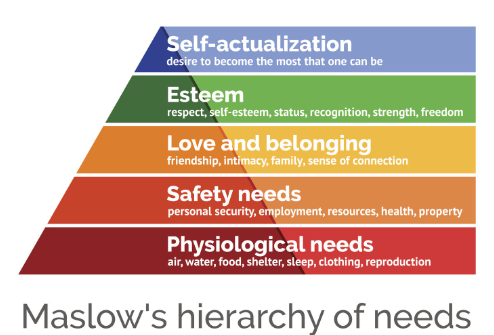 Self-actualization
desire to become the most that one can be
Esteem
respect, self-esteem, status, recognition, strength, freedom
Love and belonging
friendship, intimacy, family, sense of connection
Safety needs
personal security, employment, resources, health, property
Physiological needs
air, water, food, shelter, sleep, clothing, reproduction
Maslow's hierarchy of needs